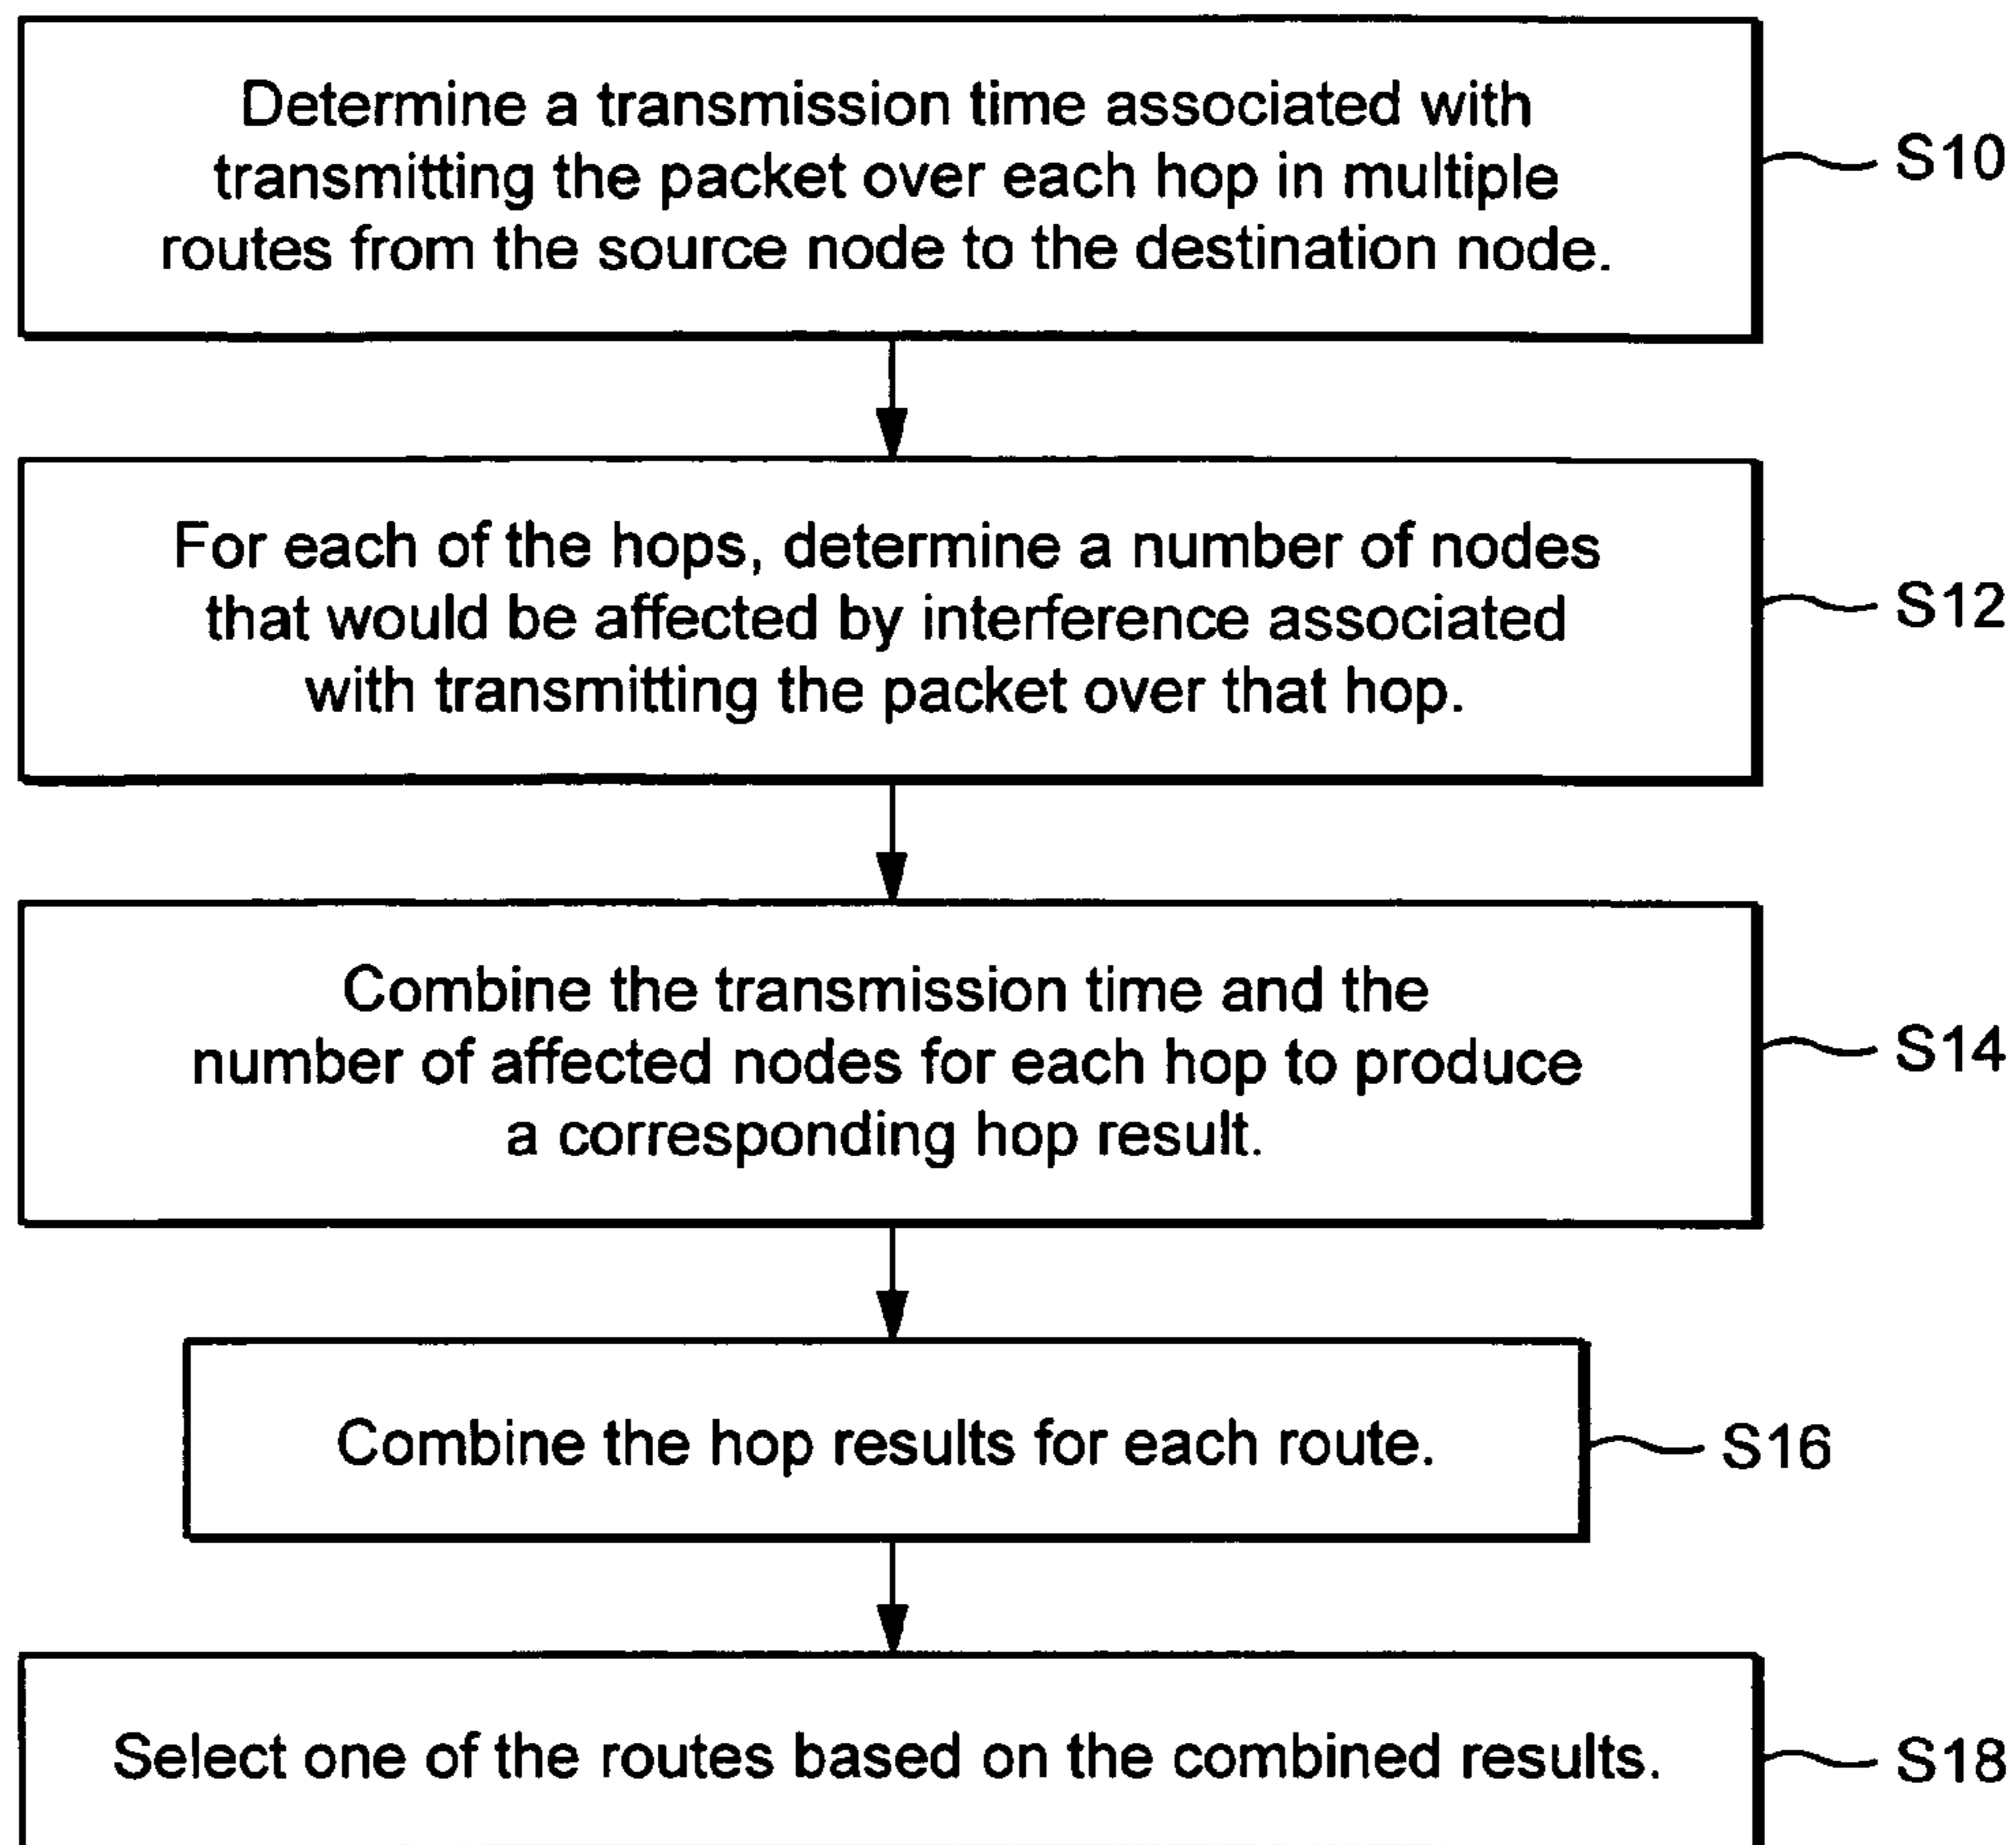 Determine a transmission time associated with
transmitting the packet over each hop in multiple
routes from the source node to the destination node.
S10
For each of the hops, determine a number of nodes
that would be affected by interference associated
with transmitting the packet over that hop.
S12
Combine the transmission time and the
number of affected nodes for each hop to produce
a corresponding hop result.
S14
Combine the hop results for each route.
S16
Select one of the routes based on the combined results.
S18